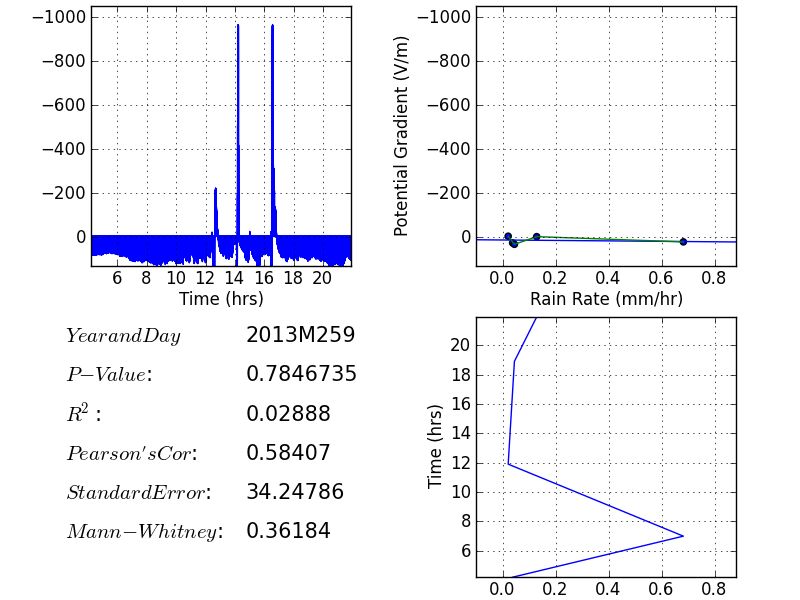 −1000
−800
−600
−400
−200
0
6 8 10 12 14 16 18 20
Time (hrs)
Potential Gradient (V/m)
−1000
−800
−600
−400
−200
0
0.0 0.2 0.4 0.6 0.8
Rain Rate (mm/hr)
YearandDay 2013M259
P−Value: 0.7846735
R²: 0.02888
Pearson'sCor: 0.58407
StandardError: 34.24786
Mann−Whitney: 0.36184
Time (hrs)
20
18
16
14
12
10
8
6
0.0 0.2 0.4 0.6 0.8